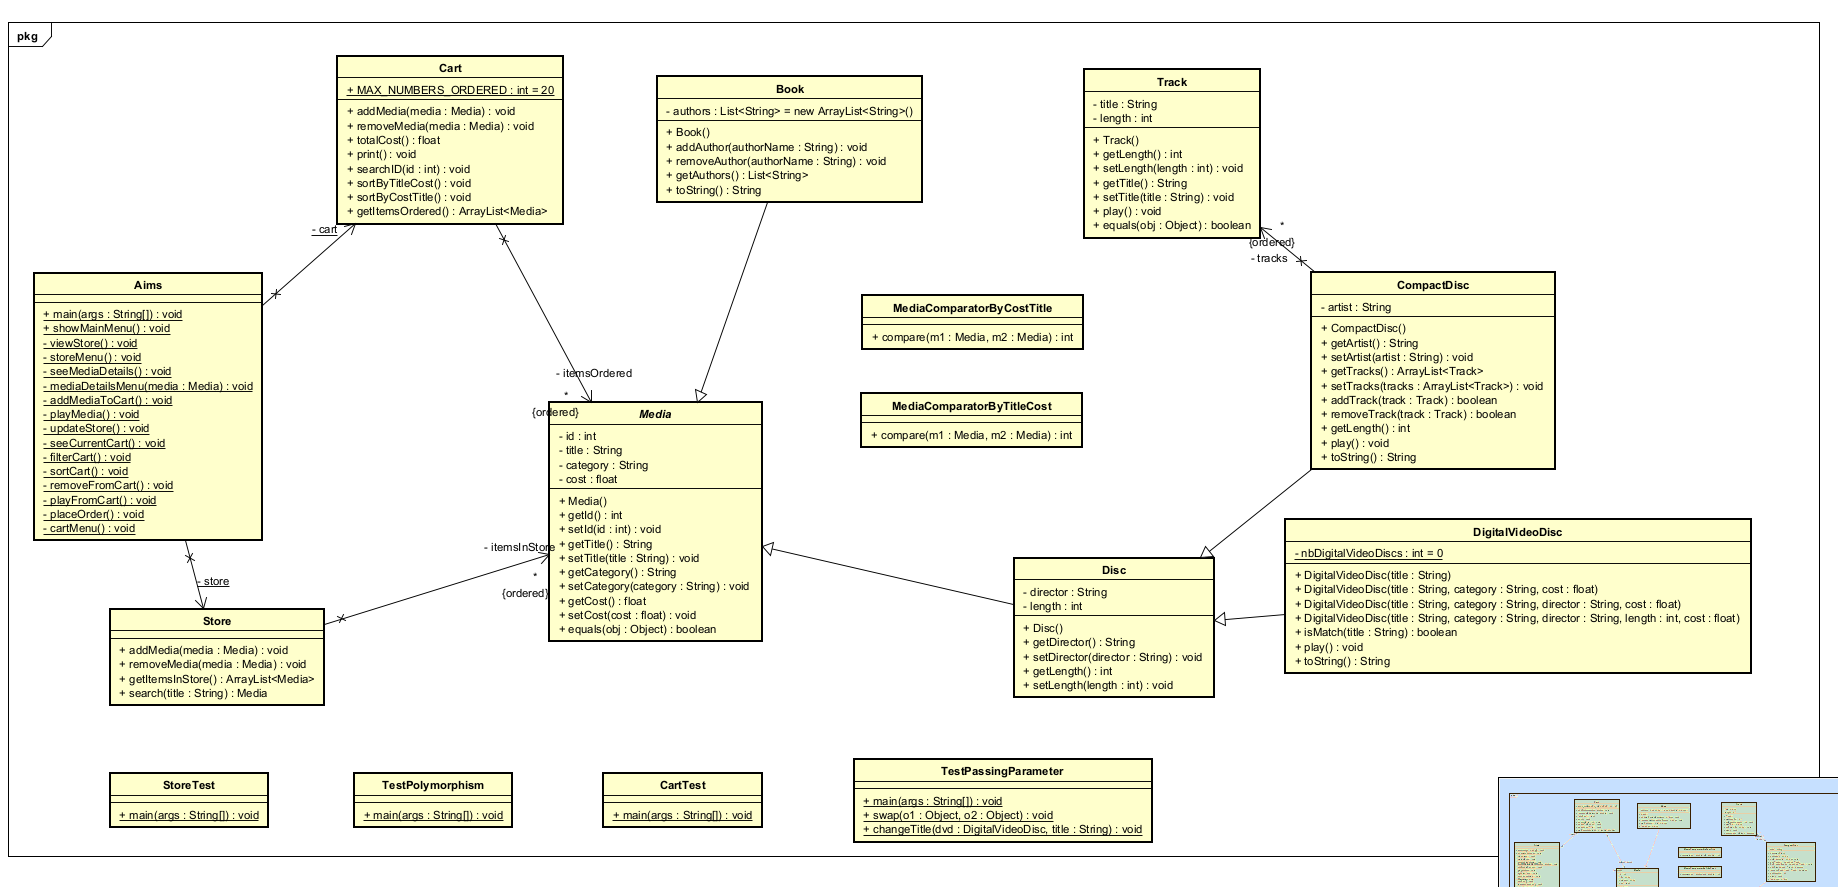 pkg
Cart
+ MAX_NUMBERS_ORDERED : int = 20
+ addMedia(media : Media) : void
+ removeMedia(media : Media) : void
+ totalCost() : float
+ print() : void
+ searchID(id : int) : void
+ sortByTitleCost() : void
+ sortByCostTitle() : void
+ getItemsOrdered() : ArrayList<Media>
Book
- authors : List<String> = new ArrayList<String>()
+ Book()
+ addAuthor(authorName : String) : void
+ removeAuthor(authorName : String) : void
+ getAuthors() : List<String>
+ toString() : String
Track
- title : String
- length : int
+ Track()
+ getLength() : int
+ setLength(length : int) : void
+ getTitle() : String
+ setTitle(title : String) : void
+ play() : void
+ equals(obj : Object) : boolean
- cart
*
{ordered}
- tracks
Aims
+ main(args : String[]) : void
+ showMainMenu() : void
- viewStore() : void
- storeMenu() : void
- seeMediaDetails() : void
- mediaDetailsMenu(media : Media) : void
- addMediaToCart() : void
- playMedia() : void
- updateStore() : void
- seeCurrentCart() : void
- filterCart() : void
- sortCart() : void
- removeFromCart() : void
- playFromCart() : void
- placeOrder() : void
- cartMenu() : void
MediaComparatorByCostTitle
+ compare(m1 : Media, m2 : Media) : int
MediaComparatorByTitleCost
+ compare(m1 : Media, m2 : Media) : int
CompactDisc
- artist : String
+ CompactDisc()
+ getArtist() : String
+ setArtist(artist : String) : void
+ getTracks() : ArrayList<Track>
+ setTracks(tracks : ArrayList<Track>) : void
+ addTrack(track : Track) : boolean
+ removeTrack(track : Track) : boolean
+ getLength() : int
+ play() : void
+ toString() : String
- itemsOrdered
*
{ordered}
Media
- id : int
- title : String
- category : String
- cost : float
+ Media()
+ getId() : int
+ setId(id : int) : void
+ getTitle() : String
+ setTitle(title : String) : void
+ getCategory() : String
+ setCategory(category : String) : void
+ getCost() : float
+ setCost(cost : float) : void
+ equals(obj : Object) : boolean
- itemsInStore
*
{ordered}
- store
Store
+ addMedia(media : Media) : void
+ removeMedia(media : Media) : void
+ getItemsInStore() : ArrayList<Media>
+ search(title : String) : Media
Disc
- director : String
- length : int
+ Disc()
+ getDirector() : String
+ setDirector(director : String) : void
+ getLength() : int
+ setLength(length : int) : void
DigitalVideoDisc
- nbDigitalVideoDiscs : int = 0
+ DigitalVideoDisc(title : String)
+ DigitalVideoDisc(title : String, category : String, cost : float)
+ DigitalVideoDisc(title : String, category : String, director : String, cost : float)
+ DigitalVideoDisc(title : String, category : String, director : String, length : int, cost : float)
+ isMatch(title : String) : boolean
+ play() : void
+ toString() : String
StoreTest
+ main(args : String[]) : void
TestPolymorphism
+ main(args : String[]) : void
CartTest
+ main(args : String[]) : void
TestPassingParameter
+ main(args : String[]) : void
+ swap(o1 : Object, o2 : Object) : void
+ changeTitle(dvd : DigitalVideoDisc, title : String) : void